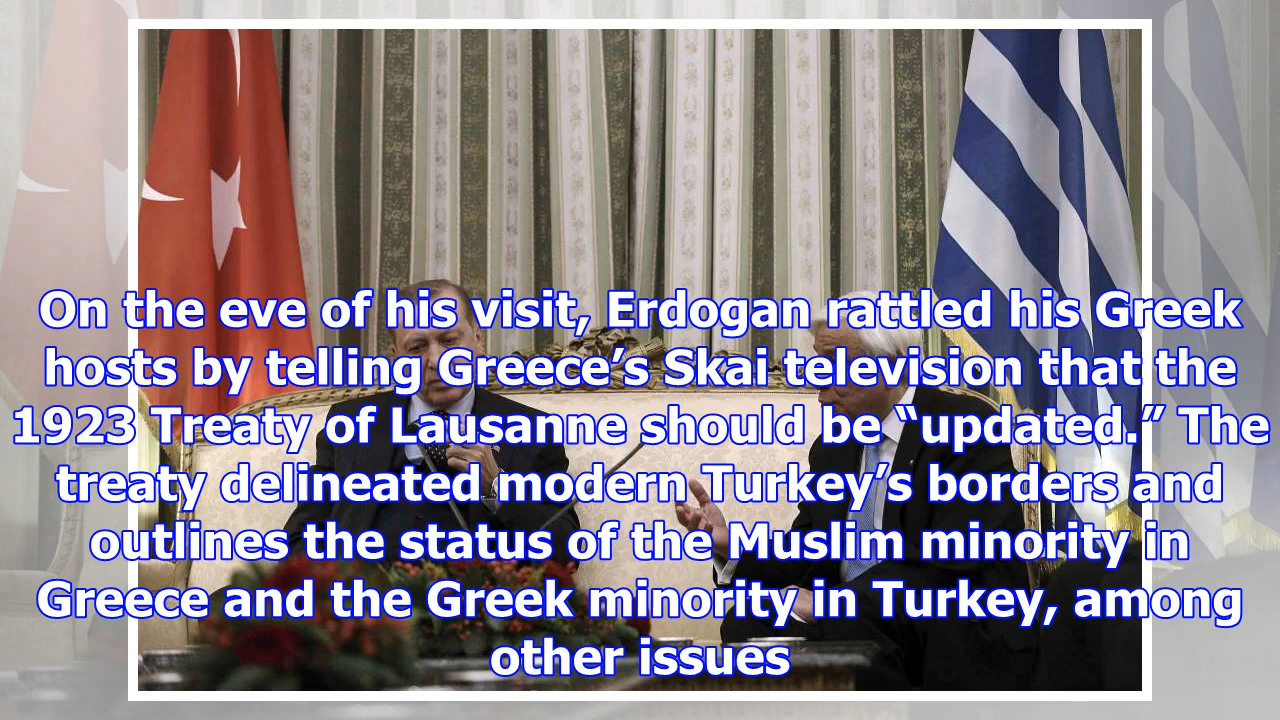 On the eve of his visit, Erdogan rattled his Greek
hosts by telling Greece’s Skai television that the
1923 Treaty of Lausanne should be “updated.” The
treaty delineated modern Turkey’s borders and
outlines the status of the Muslim minority in
Greece and the Greek minority in Turkey, among
other issues